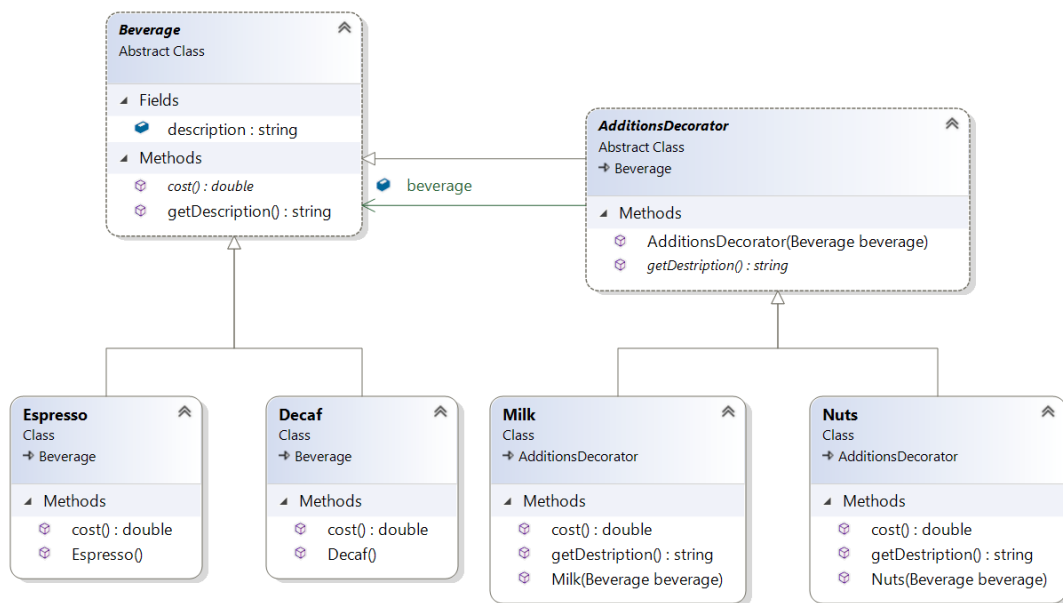 Beverage
Abstract Class
Fields
description : string
Methods
cost() : double
getDescription() : string
beverage
AdditionsDecorator
Abstract Class
Beverage
Methods
AdditionsDecorator(Beverage beverage)
getDestription() : string
Espresso
Class
Beverage
Methods
cost() : double
Espresso()
Decaf
Class
Beverage
Methods
cost() : double
Decaf()
Milk
Class
AdditionsDecorator
Methods
cost() : double
getDestription() : string
Milk(Beverage beverage)
Nuts
Class
AdditionsDecorator
Methods
cost() : double
getDestription() : string
Nuts(Beverage beverage)